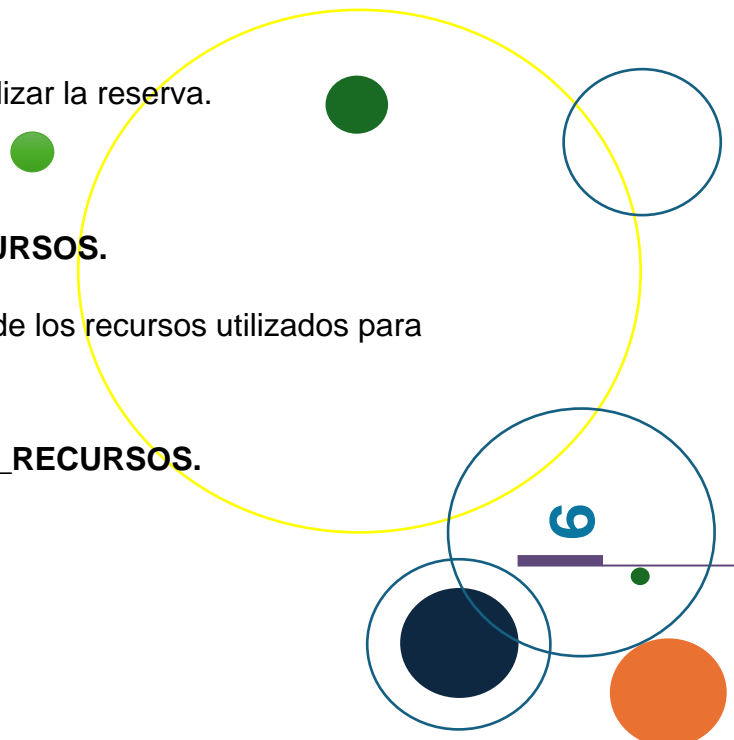 lizar la reserva.
URSOS.
de los recursos utilizados para
_RECURSOS.
6